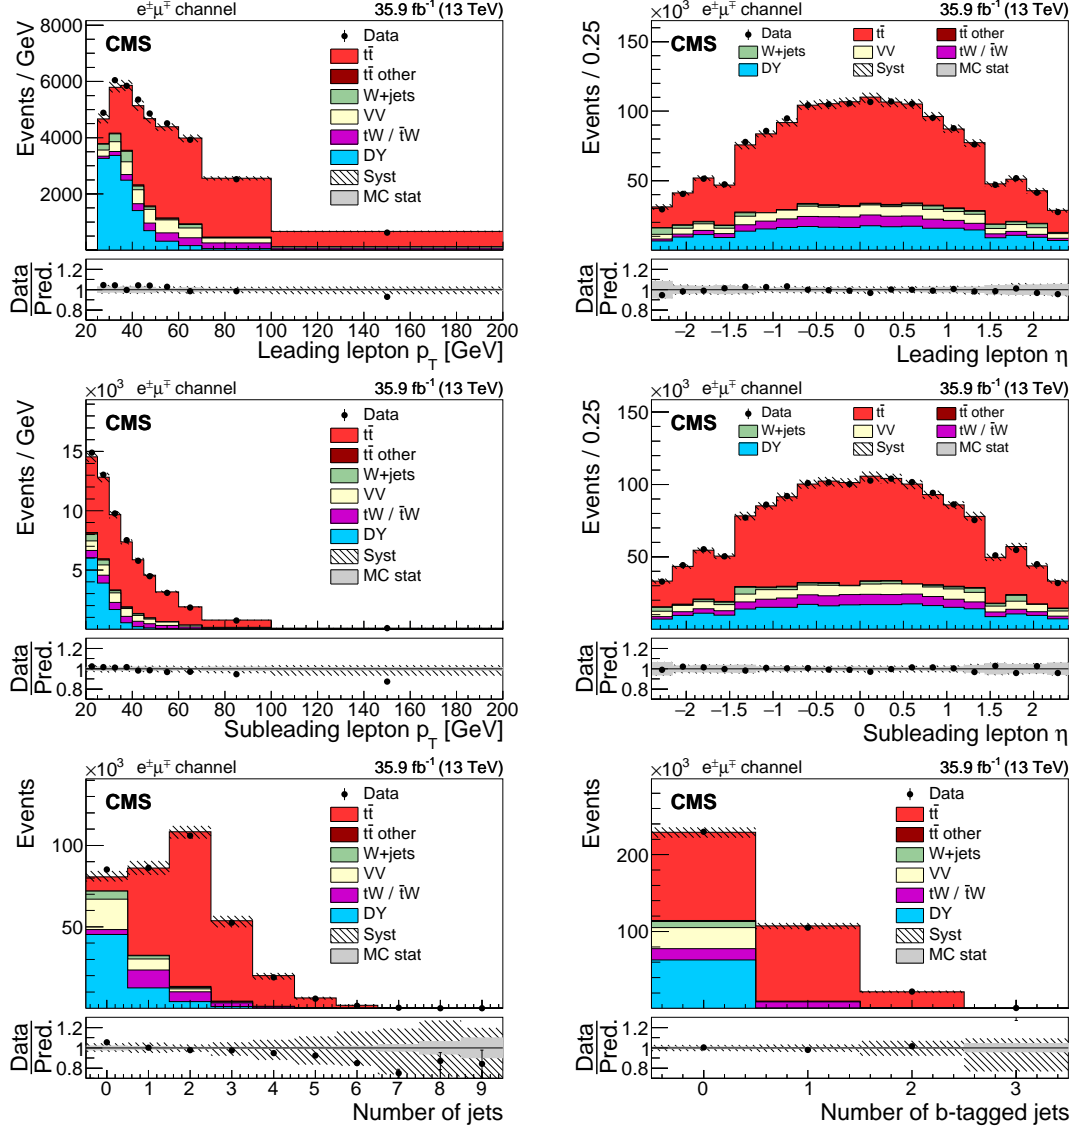 e±μ∓ channel 35.9 fb-1 (13 TeV)
CMS
Events / GeV
8000
6000
4000
2000
Data
tt̄
tt̄ other
W+jets
VV
tW / t̄W
DY
Syst
MC stat
Data
Pred.
1.2
1
0.8
20 40 60 80 100 120 140 160 180 200
Leading lepton pT [GeV]
×10³ e±μ∓ channel 35.9 fb-1 (13 TeV)
CMS
Events / 0.25
150
100
50
Data tt̄ tt̄ other
W+jets VV tW / t̄W
DY Syst MC stat
Data
Pred.
1.2
1
0.8
−2 −1.5 −1 −0.5 0 0.5 1 1.5 2
Leading lepton η
×10³ e±μ∓ channel 35.9 fb-1 (13 TeV)
CMS
Events / GeV
15
10
5
Data
tt̄
tt̄ other
W+jets
VV
tW / t̄W
DY
Syst
MC stat
Data
Pred.
1.2
1
0.8
20 40 60 80 100 120 140 160 180 200
Subleading lepton pT [GeV]
×10³ e±μ∓ channel 35.9 fb-1 (13 TeV)
CMS
Events / 0.25
150
100
50
Data tt̄ tt̄ other
W+jets VV tW / t̄W
DY Syst MC stat
Data
Pred.
1.2
1
0.8
−2 −1.5 −1 −0.5 0 0.5 1 1.5 2
Subleading lepton η
×10³ e±μ∓ channel 35.9 fb-1 (13 TeV)
CMS
Events
100
50
Data
tt̄
tt̄ other
W+jets
VV
tW / t̄W
DY
Syst
MC stat
Data
Pred.
1.2
1
0.8
0 1 2 3 4 5 6 7 8 9
Number of jets
×10³ e±μ∓ channel 35.9 fb-1 (13 TeV)
CMS
Events
200
100
Data
tt̄
tt̄ other
W+jets
VV
tW / t̄W
DY
Syst
MC stat
Data
Pred.
1.2
1
0.8
0 1 2 3
Number of b-tagged jets